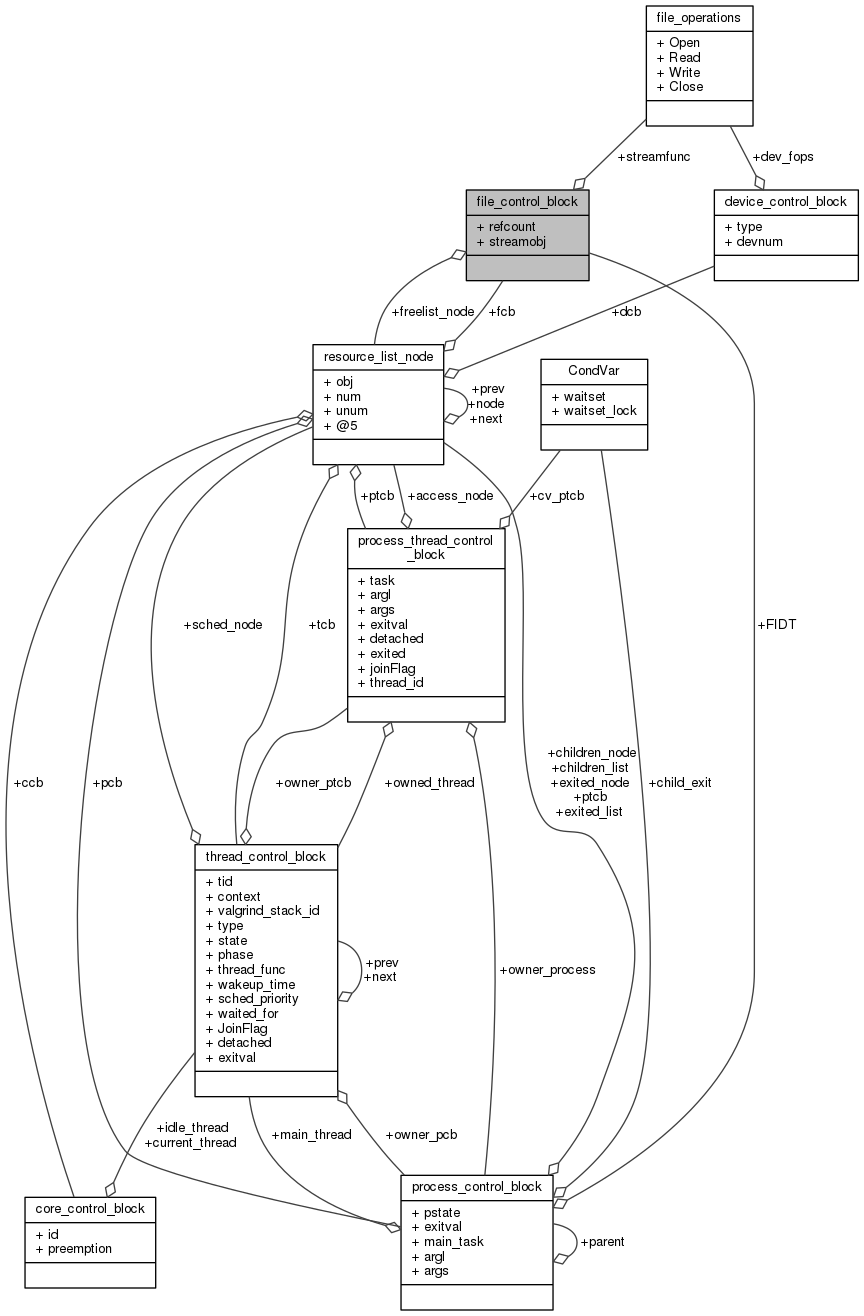 file_operations
+ Open
+ Read
+ Write
+ Close
+streamfunc
+dev_fops
file_control_block
+ refcount
+ streamobj
device_control_block
+ type
+ devnum
+freelist_node
+fcb
+dcb
resource_list_node
+ obj
+ num
+ unum
+ @5
+prev
+node
+next
CondVar
+ waitset
+ waitset_lock
+ptcb
+access_node
+cv_ptcb
process_thread_control
_block
+ task
+ argl
+ args
+ exitval
+ detached
+ exited
+ joinFlag
+ thread_id
+sched_node
+tcb
+FIDT
+ccb
+pcb
+owner_ptcb
+owned_thread
+children_node
+children_list
+exited_node
+ptcb
+exited_list
+child_exit
thread_control_block
+ tid
+ context
+ valgrind_stack_id
+ type
+ state
+ phase
+ thread_func
+ wakeup_time
+ sched_priority
+ waited_for
+ JoinFlag
+ detached
+ exitval
+prev
+next
+owner_process
+idle_thread
+current_thread
+main_thread
+owner_pcb
core_control_block
+ id
+ preemption
process_control_block
+ pstate
+ exitval
+ main_task
+ argl
+ args
+parent